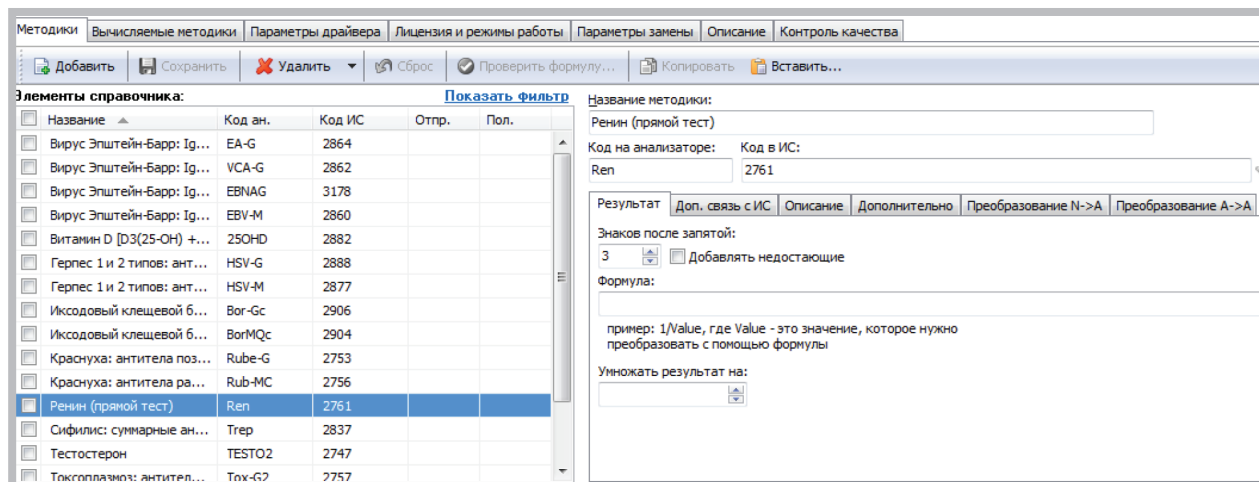 Методики Вычисляемые методики Параметры драйвера Лицензия и режимы работы Параметры замены Описание Контроль качества
Добавить Сохранить Удалить Сброс Проверить формулу... Копировать Вставить...
Элементы справочника: Показать фильтр
Название Код ан. Код ИС Отпр. Пол.
Вирус Эпштейн-Барр: Ig... EA-G 2864
Вирус Эпштейн-Барр: Ig... VCA-G 2862
Вирус Эпштейн-Барр: Ig... EBNAG 3178
Вирус Эпштейн-Барр: Ig... EBV-M 2860
Витамин D [D3(25-OH) +... 25OHD 2882
Герпес 1 и 2 типов: ант... HSV-G 2888
Герпес 1 и 2 типов: ант... HSV-M 2877
Иксодовый клещевой б... Bor-Gc 2906
Иксодовый клещевой б... BorMQc 2904
Краснуха: антитела поз... Rube-G 2753
Краснуха: антитела ра... Rub-MC 2756
Ренин (прямой тест) Ren 2761
Сифилис: суммарные ан... Trep 2837
Тестостерон TESTO2 2747
Токсоплазмоз: антител... Tox-G2 2757
Название методики:
Ренин (прямой тест)
Код на анализаторе: Код в ИС:
Ren 2761
Результат Доп. связь с ИС Описание Дополнительно Преобразование N->A Преобразование A->A
Знаков после запятой:
3 Добавлять недостающие
Формула:
пример: 1/Value, где Value - это значение, которое нужно
преобразовать с помощью формулы
Умножать результат на: